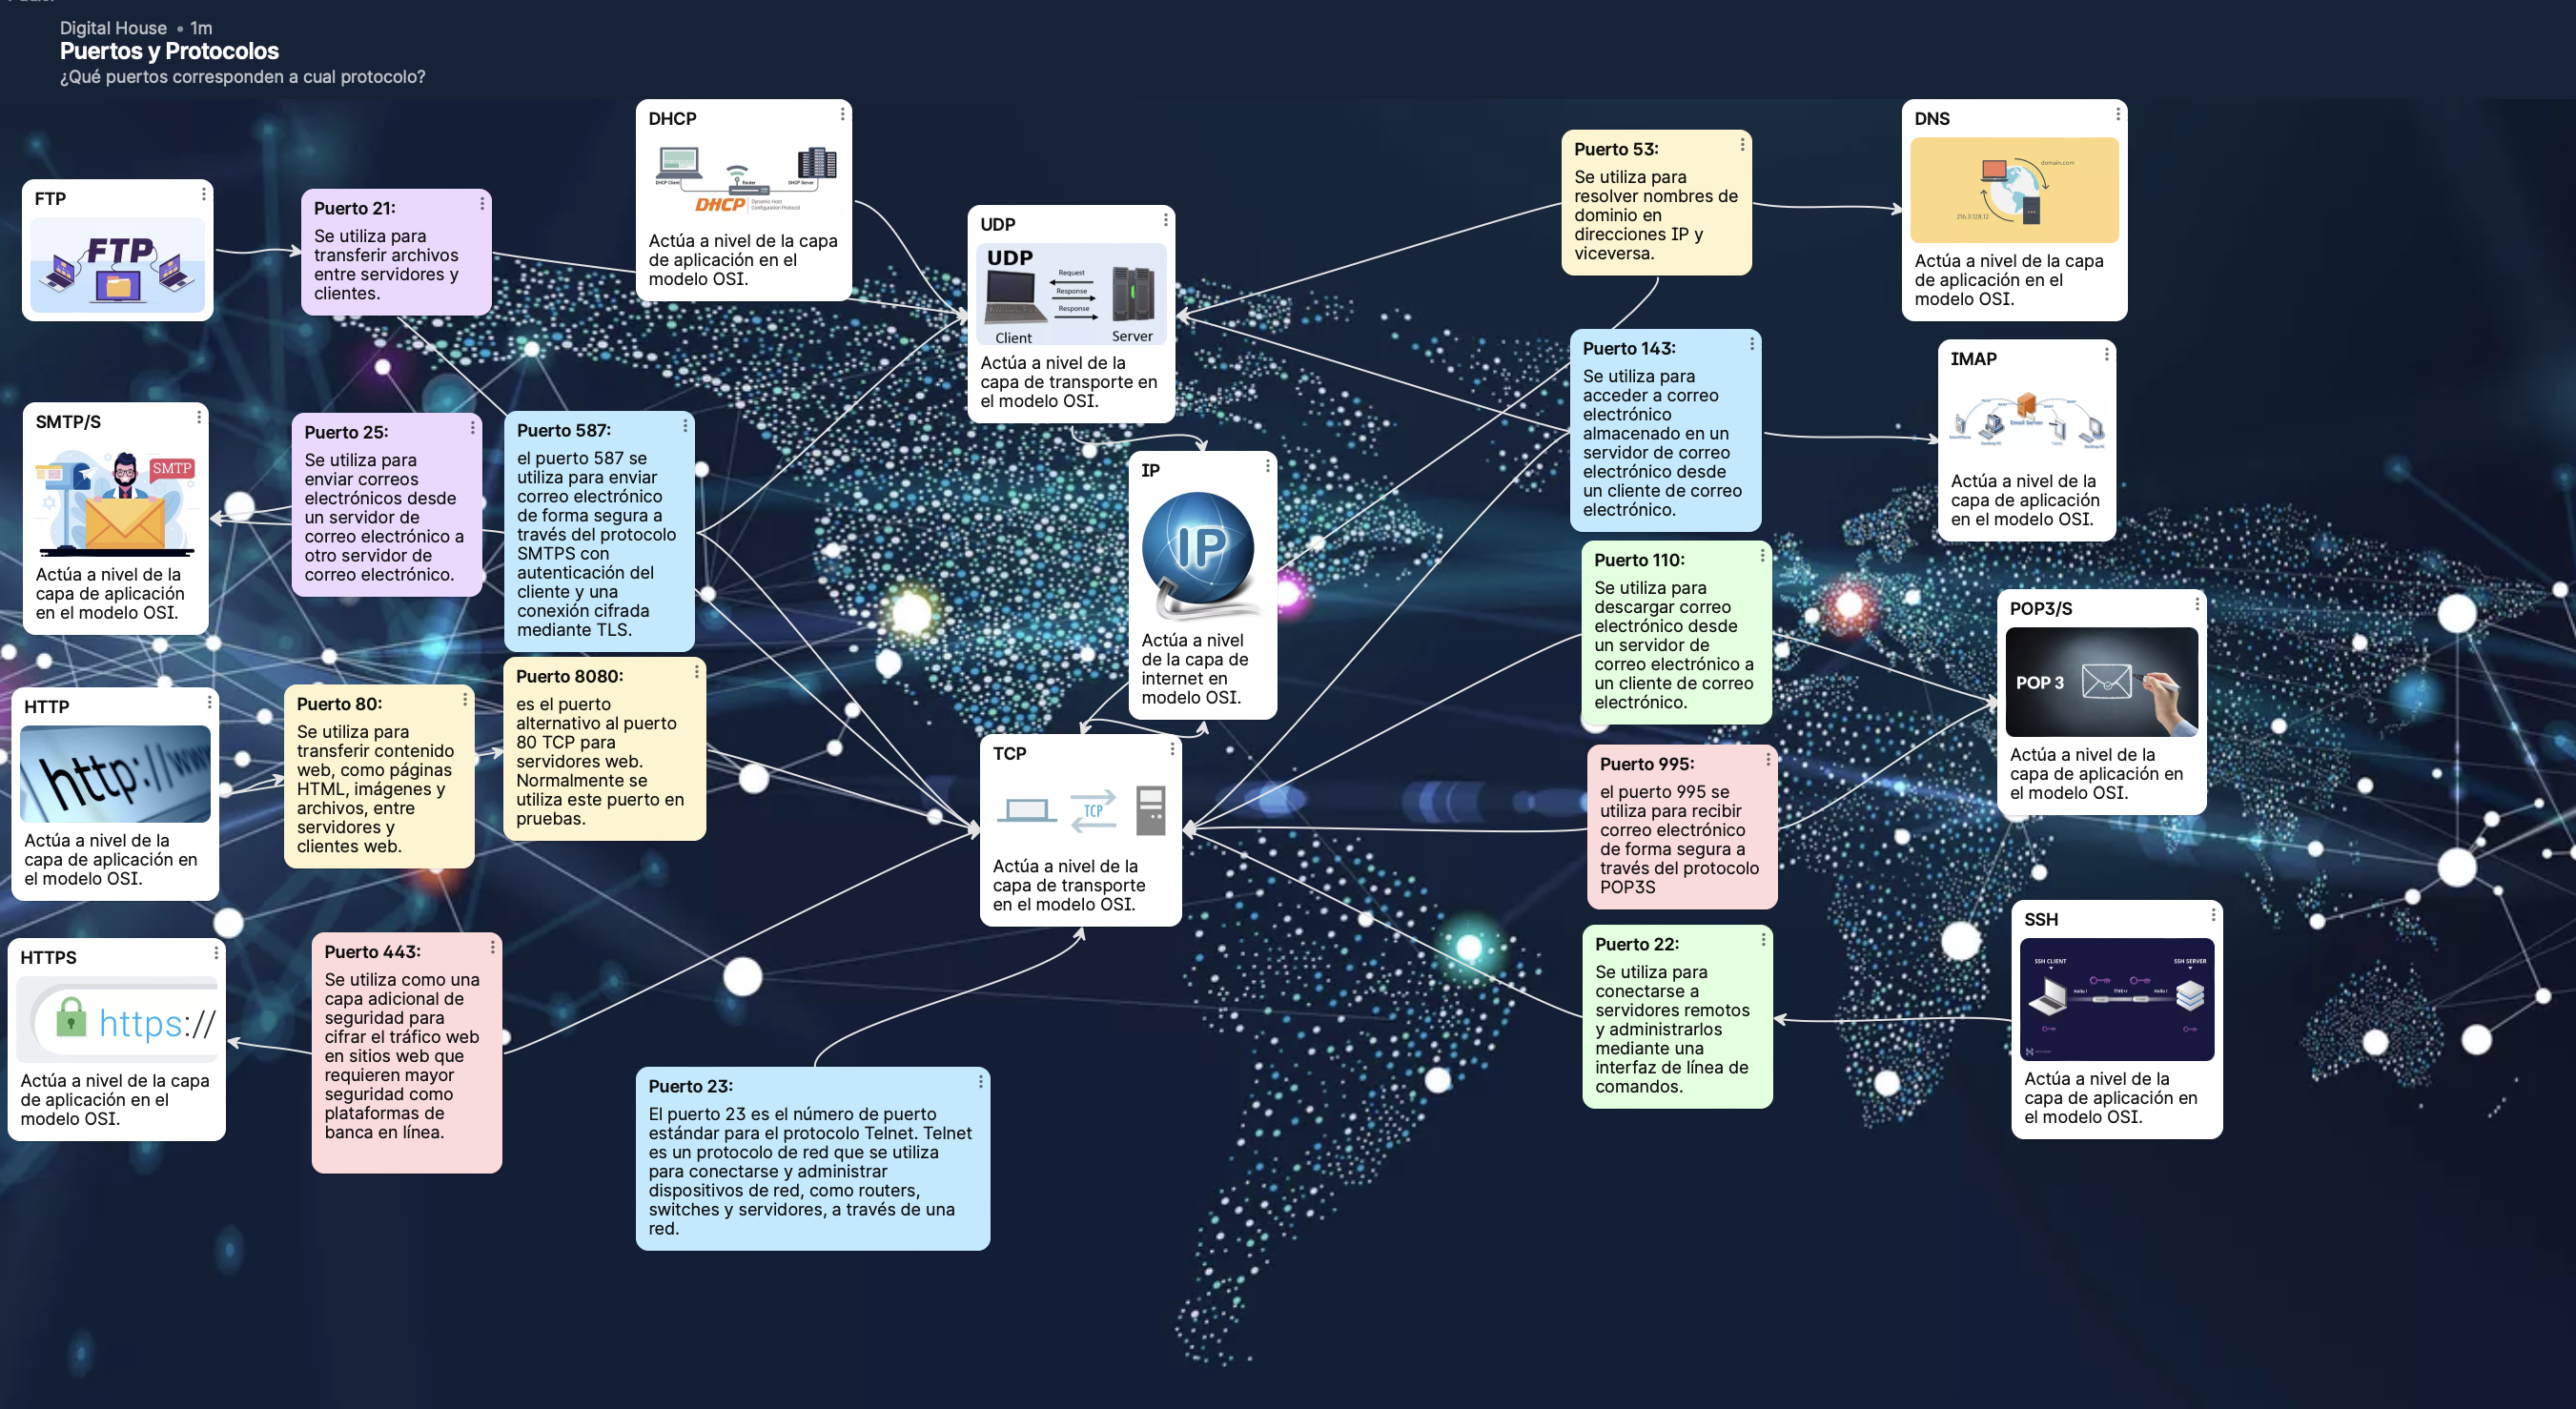 Digital House • 1m
Puertos y Protocolos
¿Qué puertos corresponden a cual protocolo?
FTP
FTP
Puerto 21:
Se utiliza para
transferir archivos
entre servidores y
clientes.
DHCP
DHCP Client
Router
DHCP Server
DHCP
Dynamic Host
Configuration Protocol
Actúa a nivel de la capa
de aplicación en el
modelo OSI.
UDP
UDP
Request
Response
Response
Client
Server
Actúa a nivel de la
capa de transporte en
el modelo OSI.
Puerto 53:
Se utiliza para
resolver nombres de
dominio en
direcciones IP y
viceversa.
DNS
domain.com
216.3.128.12
Actúa a nivel de la capa
de aplicación en el
modelo OSI.
SMTP/S
SMTP
Actúa a nivel de la
capa de aplicación
en el modelo OSI.
Puerto 25:
Se utiliza para
enviar correos
electrónicos desde
un servidor de
correo electrónico a
otro servidor de
correo electrónico.
Puerto 587:
el puerto 587 se
utiliza para enviar
correo electrónico
de forma segura a
través del protocolo
SMTPS con
autenticación del
cliente y una
conexión cifrada
mediante TLS.
IP
IP
Actúa a nivel
de la capa de
internet en
modelo OSI.
Puerto 143:
Se utiliza para
acceder a correo
electrónico
almacenado en un
servidor de correo
electrónico desde
un cliente de correo
electrónico.
IMAP
Email Server
Actúa a nivel de la
capa de aplicación
en el modelo OSI.
Puerto 110:
Se utiliza para
descargar correo
electrónico desde
un servidor de
correo electrónico a
un cliente de correo
electrónico.
POP3/S
POP 3
Actúa a nivel de la
capa de aplicación en
el modelo OSI.
HTTP
http://www
Actúa a nivel de la
capa de aplicación en
el modelo OSI.
Puerto 80:
Se utiliza para
transferir contenido
web, como páginas
HTML, imágenes y
archivos, entre
servidores y
clientes web.
Puerto 8080:
es el puerto
alternativo al puerto
80 TCP para
servidores web.
Normalmente se
utiliza este puerto en
pruebas.
TCP
TCP
Actúa a nivel de la
capa de transporte
en el modelo OSI.
Puerto 995:
el puerto 995 se
utiliza para recibir
correo electrónico
de forma segura a
través del protocolo
POP3S
HTTPS
https://
Actúa a nivel de la capa
de aplicación en el
modelo OSI.
Puerto 443:
Se utiliza como una
capa adicional de
seguridad para
cifrar el tráfico web
en sitios web que
requieren mayor
seguridad como
plataformas de
banca en línea.
Puerto 23:
El puerto 23 es el número de puerto
estándar para el protocolo Telnet. Telnet
es un protocolo de red que se utiliza
para conectarse y administrar
dispositivos de red, como routers,
switches y servidores, a través de una
red.
Puerto 22:
Se utiliza para
conectarse a
servidores remotos
y administrarlos
mediante una
interfaz de línea de
comandos.
SSH
SSH CLIENT
SSH SERVER
Actúa a nivel de la
capa de aplicación en
el modelo OSI.